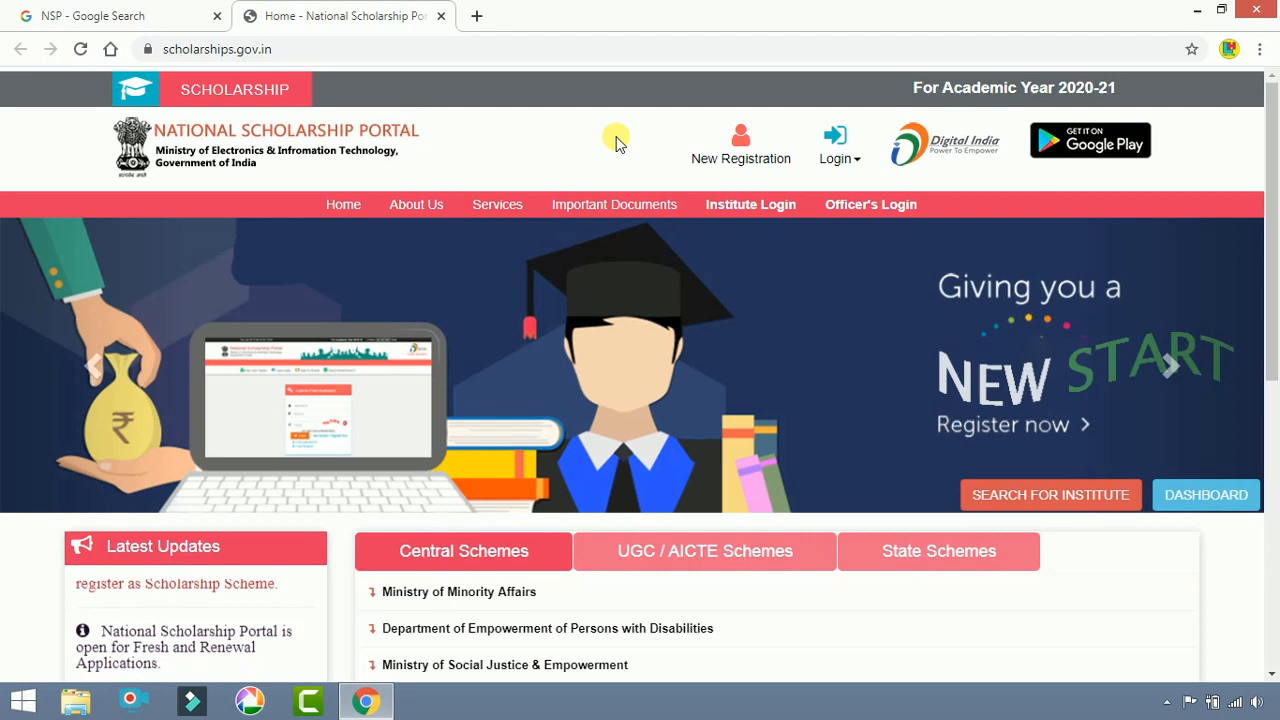 NSP - Google Search
Home - National Scholarship Por
scholarships.gov.in
SCHOLARSHIP
For Academic Year 2020-21
NATIONAL SCHOLARSHIP PORTAL
Ministry of Electronics & Infromation Technology,
Government of India
New Registration
Login
Digital India
Power To Empower
GET IT ON
Google Play
Home
About Us
Services
Important Documents
Institute Login
Officer's Login
Giving you a
NEW START
Register now >
₹
SEARCH FOR INSTITUTE
DASHBOARD
Latest Updates
register as Scholarship Scheme.
National Scholarship Portal is
open for Fresh and Renewal
Applications.
Central Schemes
UGC / AICTE Schemes
State Schemes
Ministry of Minority Affairs
Department of Empowerment of Persons with Disabilities
Ministry of Social Justice & Empowerment